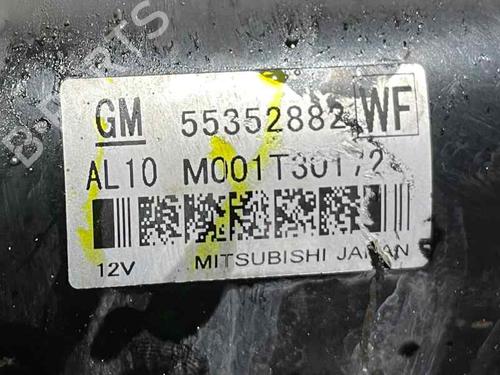 GM 55352882 WF
AL10 M001T30172
12V MITSUBISHI JAPAN